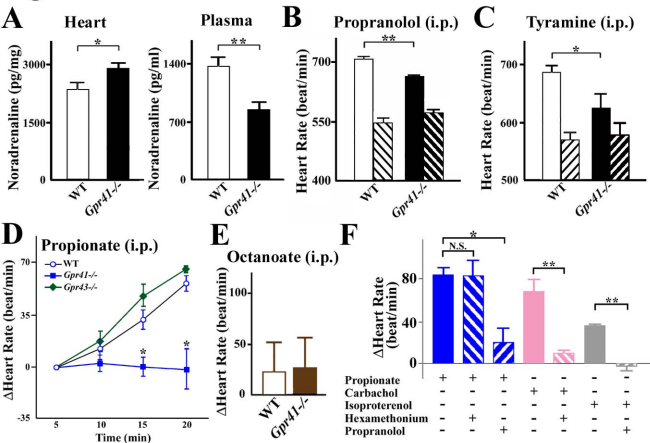 A
Heart
*
Noradrenaline (pg/mg)
3000
1500
0
WT
Gpr41-/-
Plasma
**
Noradrenaline (pg/ml)
1400
700
0
WT
Gpr41-/-
B
Propranolol (i.p.)
**
Heart Rate (beat/min)
700
550
400
WT
Gpr41-/-
C
Tyramine (i.p.)
*
Heart Rate (beat/min)
700
600
500
WT
Gpr41-/-
D
Propionate (i.p.)
WT
Gpr41-/-
Gpr43-/-
ΔHeart Rate (beat/min)
70
35
0
-35
* *
5 10 15 20
Time (min)
E
Octanoate (i.p.)
ΔHeart Rate (beat/min)
100
50
0
WT
Gpr41-/-
F
*
N.S.
**
**
ΔHeart Rate
(beat/min)
80
40
0
Propionate + + + - - - -
Carbachol - - - + + - -
Isoproterenol - - - - - + +
Hexamethonium - + - - + - -
Propranolol - - + - - - +